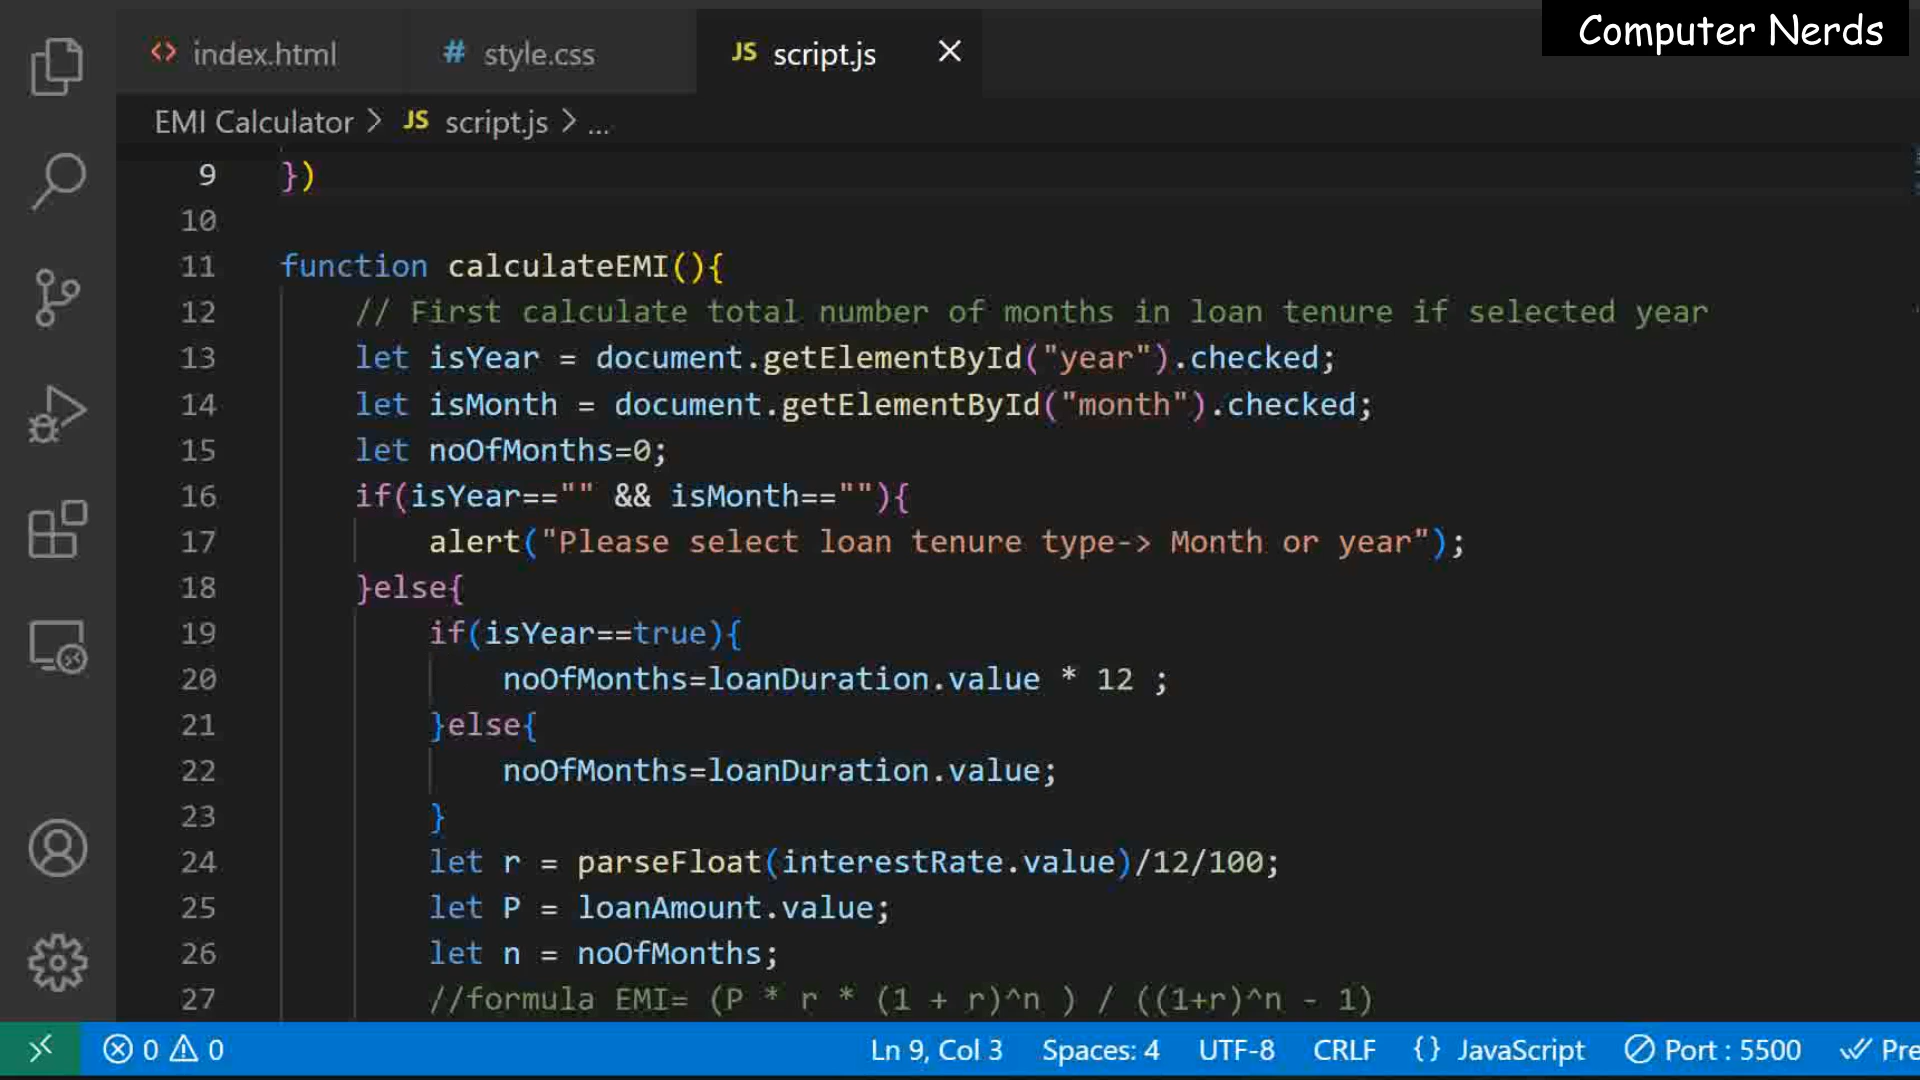 Computer Nerds
<> index.html # style.css JS script.js ×
EMI Calculator > JS script.js > ...
9 })
10
11 function calculateEMI(){
12 // First calculate total number of months in loan tenure if selected year
13 let isYear = document.getElementById("year").checked;
14 let isMonth = document.getElementById("month").checked;
15 let noOfMonths=0;
16 if(isYear=="" && isMonth==""){
17 alert("Please select loan tenure type-> Month or year");
18 }else{
19 if(isYear==true){
20 noOfMonths=loanDuration.value * 12 ;
21 }else{
22 noOfMonths=loanDuration.value;
23 }
24 let r = parseFloat(interestRate.value)/12/100;
25 let P = loanAmount.value;
26 let n = noOfMonths;
27 //formula EMI= (P * r * (1 + r)^n ) / ((1+r)^n - 1)
0 0 Ln 9, Col 3 Spaces: 4 UTF-8 CRLF {} JavaScript Port : 5500 Pre